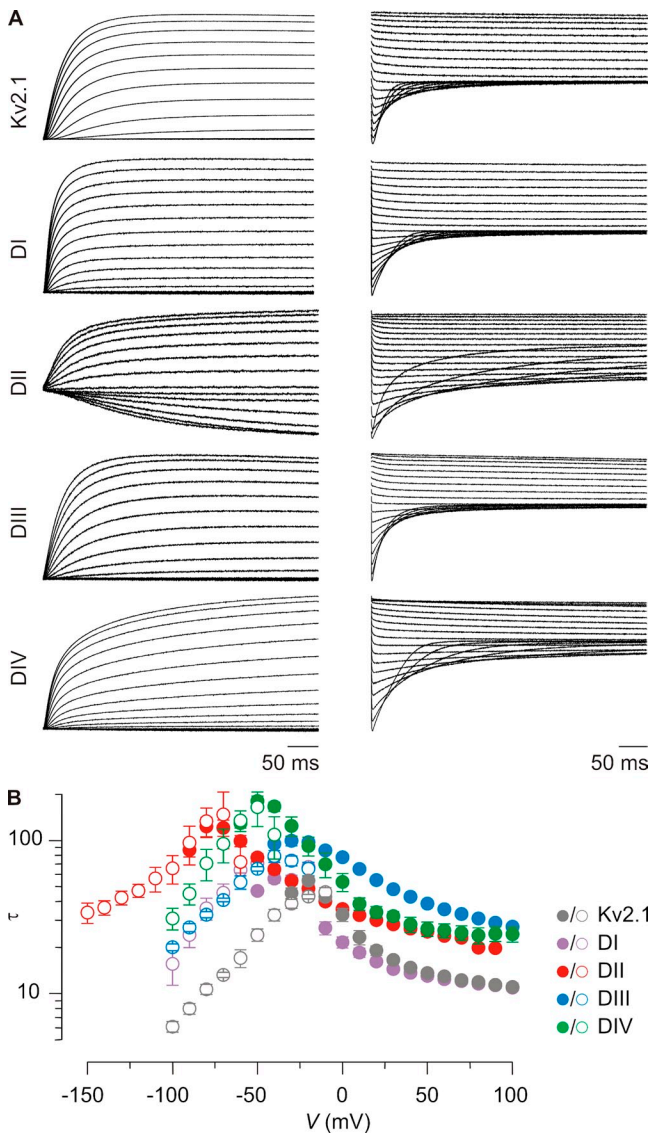 A
Kv2.1
DI
DII
DIII
DIV
50 ms
50 ms
B
100
10
τ
-150
-100
-50
0
50
100
V (mV)
●/○ Kv2.1
●/○ DI
●/○ DII
●/○ DIII
●/○ DIV